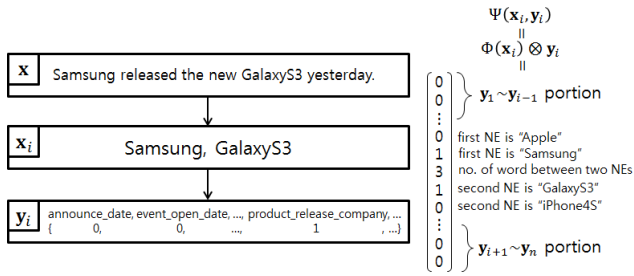 Ψ(𝐱ᵢ, 𝐲ᵢ)
=
Φ(𝐱ᵢ) ⊗ 𝐲ᵢ
=
𝐱
Samsung released the new GalaxyS3 yesterday.
𝐱ᵢ
Samsung, GalaxyS3
𝐲ᵢ
announce_date, event_open_date, ..., product_release_company, ...
{ 0, 0, ..., 1 , ...}
0
0 𝐲₁~𝐲ᵢ₋₁ portion
⋮
0 first NE is “Apple”
1 first NE is “Samsung”
3 no. of word between two NEs
1 second NE is “GalaxyS3”
0 second NE is “iPhone4S”
⋮
0 𝐲ᵢ₊₁~𝐲ₙ portion
0